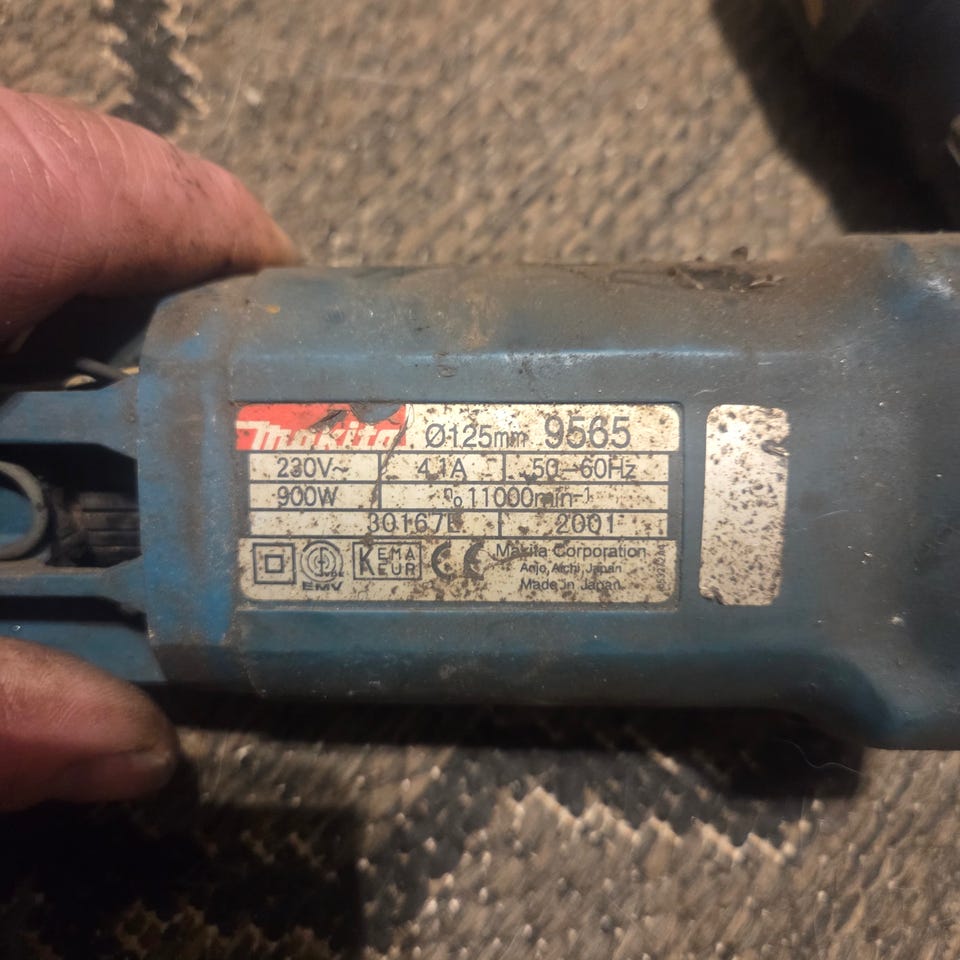 makita Ø125mm 9565
230V~ 4.1A 50-60Hz
900W n₀ 11000min⁻¹
30167E 2001
KEMA KEUR CE Makita Corporation
Anjo, Aichi, Japan
EMV Made in Japan